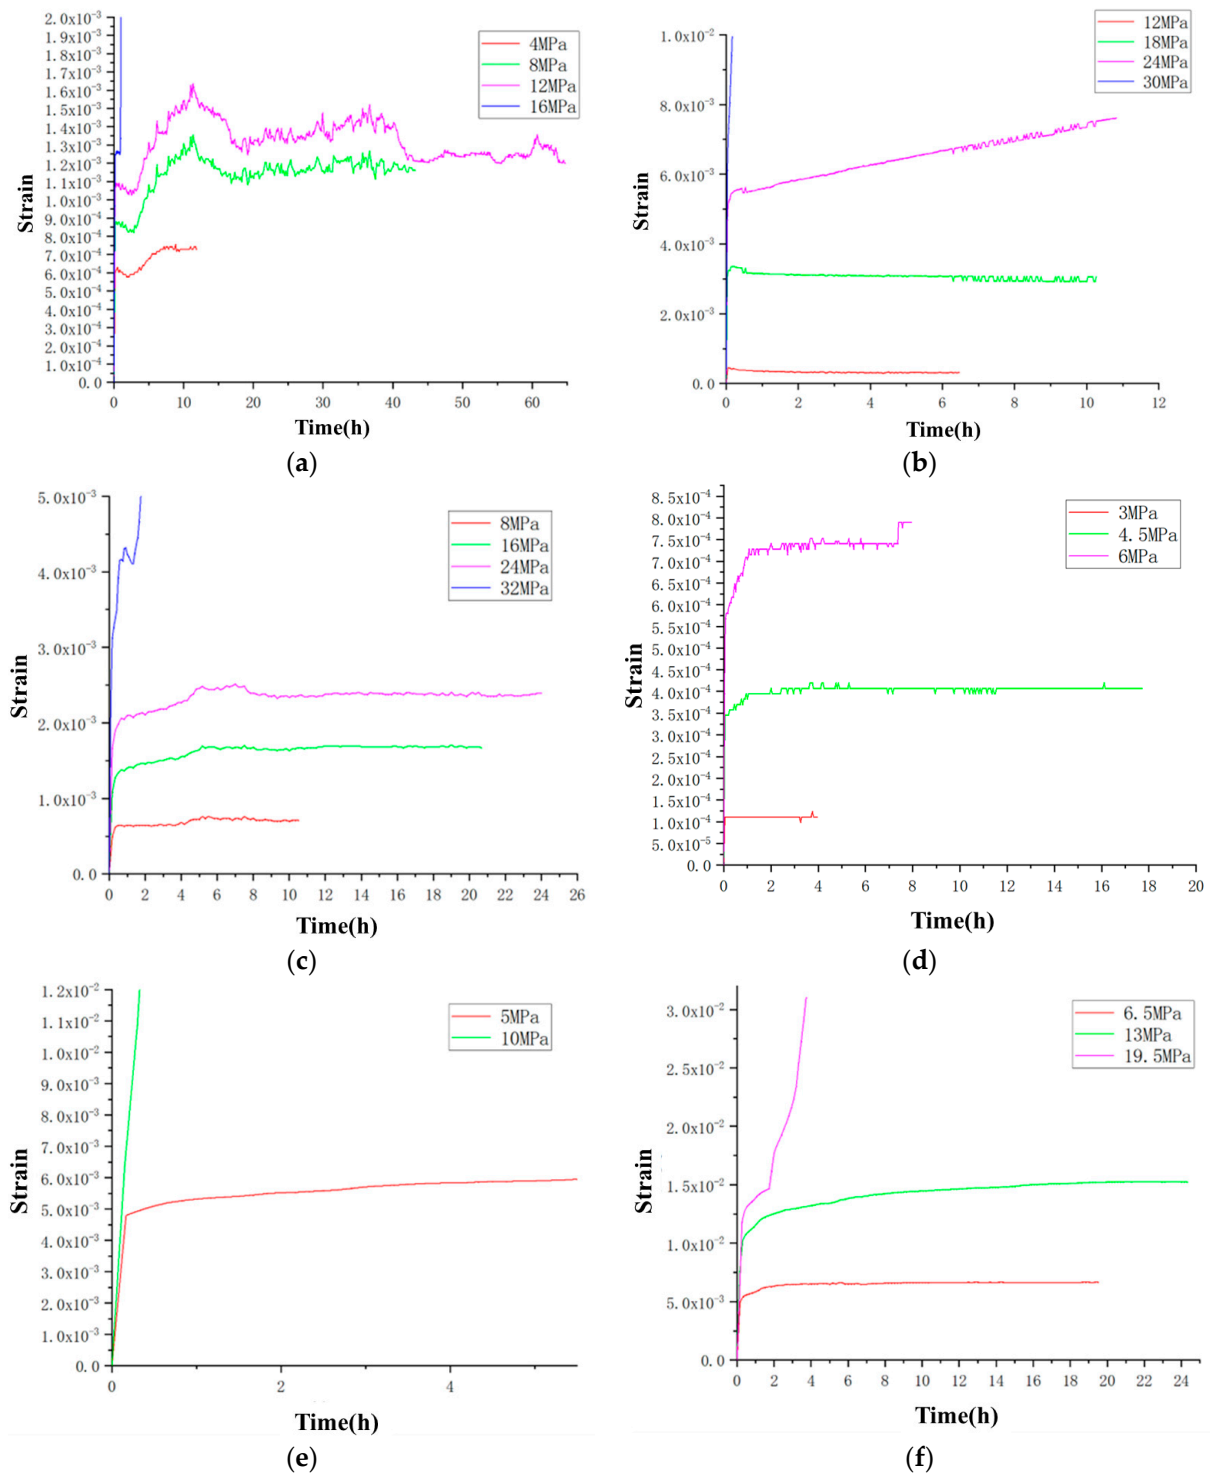 2.0x10⁻³
1.9x10⁻³
1.8x10⁻³
1.7x10⁻³
1.6x10⁻³
1.5x10⁻³
1.4x10⁻³
1.3x10⁻³
1.2x10⁻³
1.1x10⁻³
1.0x10⁻³
9.0x10⁻⁴
8.0x10⁻⁴
7.0x10⁻⁴
6.0x10⁻⁴
5.0x10⁻⁴
4.0x10⁻⁴
3.0x10⁻⁴
2.0x10⁻⁴
1.0x10⁻⁴
0.0
Strain
4MPa
8MPa
12MPa
16MPa
0 10 20 30 40 50 60
Time(h)
(a)
1.0x10⁻²
8.0x10⁻³
6.0x10⁻³
4.0x10⁻³
2.0x10⁻³
0.0
Strain
12MPa
18MPa
24MPa
30MPa
0 2 4 6 8 10 12
Time(h)
(b)
5.0x10⁻³
4.0x10⁻³
3.0x10⁻³
2.0x10⁻³
1.0x10⁻³
0.0
Strain
8MPa
16MPa
24MPa
32MPa
0 2 4 6 8 10 12 14 16 18 20 22 24 26
Time(h)
(c)
8.5x10⁻⁴
8.0x10⁻⁴
7.5x10⁻⁴
7.0x10⁻⁴
6.5x10⁻⁴
6.0x10⁻⁴
5.5x10⁻⁴
5.0x10⁻⁴
4.5x10⁻⁴
4.0x10⁻⁴
3.5x10⁻⁴
3.0x10⁻⁴
2.5x10⁻⁴
2.0x10⁻⁴
1.5x10⁻⁴
1.0x10⁻⁴
5.0x10⁻⁵
0.0
Strain
3MPa
4.5MPa
6MPa
0 2 4 6 8 10 12 14 16 18 20
Time(h)
(d)
1.2x10⁻²
1.1x10⁻²
1.0x10⁻²
9.0x10⁻³
8.0x10⁻³
7.0x10⁻³
6.0x10⁻³
5.0x10⁻³
4.0x10⁻³
3.0x10⁻³
2.0x10⁻³
1.0x10⁻³
0.0
Strain
5MPa
10MPa
0 2 4
Time(h)
(e)
3.0x10⁻²
2.5x10⁻²
2.0x10⁻²
1.5x10⁻²
1.0x10⁻²
5.0x10⁻³
0.0
Strain
6.5MPa
13MPa
19.5MPa
0 2 4 6 8 10 12 14 16 18 20 22 24
Time(h)
(f)